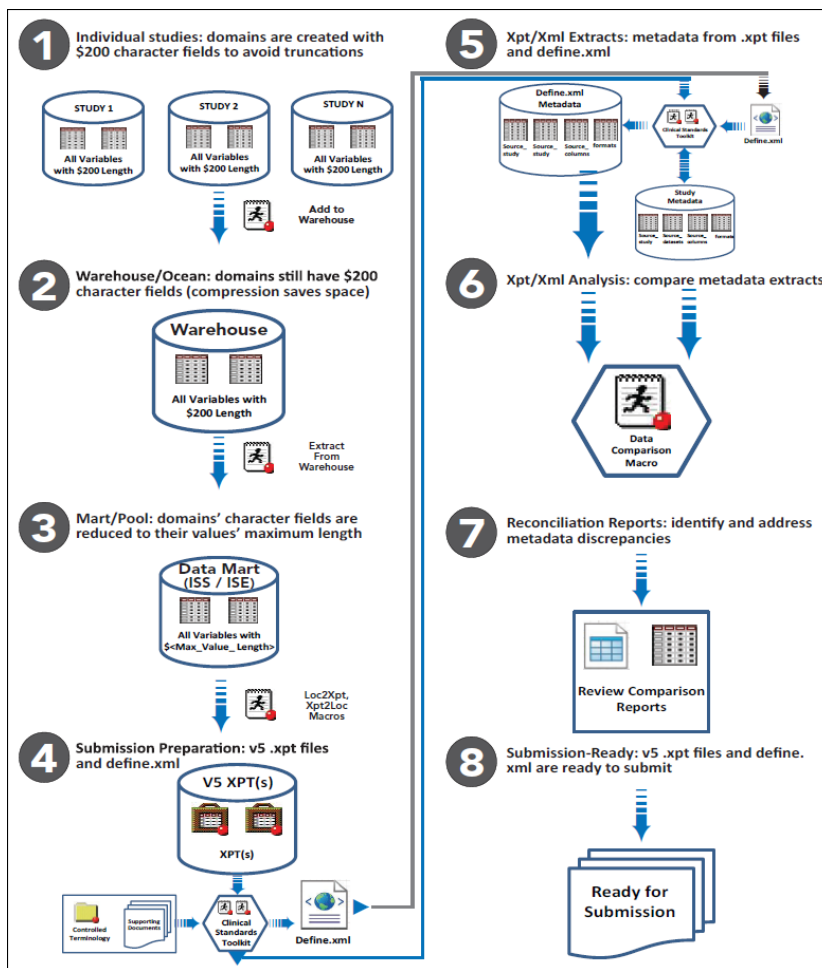 1
Individual studies: domains are created with
$200 character fields to avoid truncations
STUDY 1
All Variables
with $200 Length
STUDY 2
All Variables
with $200 Length
STUDY N
All Variables
with $200 Length
Add to
Warehouse
2
Warehouse/Ocean: domains still have $200
character fields (compression saves space)
Warehouse
All Variables with
$200 Length
Extract
From
Warehouse
3
Mart/Pool: domains' character fields are
reduced to their values' maximum length
Data Mart
(ISS / ISE)
All Variables with
$<Max_Value_ Length>
Loc2Xpt,
Xpt2Loc
Macros
4
Submission Preparation: v5 .xpt files
and define.xml
V5 XPT(s)
XPT(s)
Controlled
Terminology
Supporting
Documents
Clinical
Standards
Toolkit
Define.xml
5
Xpt/Xml Extracts: metadata from .xpt files
and define.xml
Define.xml
Metadata
Source_
study
Source_
study
Source_
columns
formats
Clinical Standards
Toolkit
Define.xml
Study
Metadata
Source_
study
Source_
datasets
Source_
columns
formats
6
Xpt/Xml Analysis: compare metadata extracts
Data
Comparison
Macro
7
Reconciliation Reports: identify and address
metadata discrepancies
Review Comparison
Reports
8
Submission-Ready: v5 .xpt files and define.
xml are ready to submit
Ready for
Submission